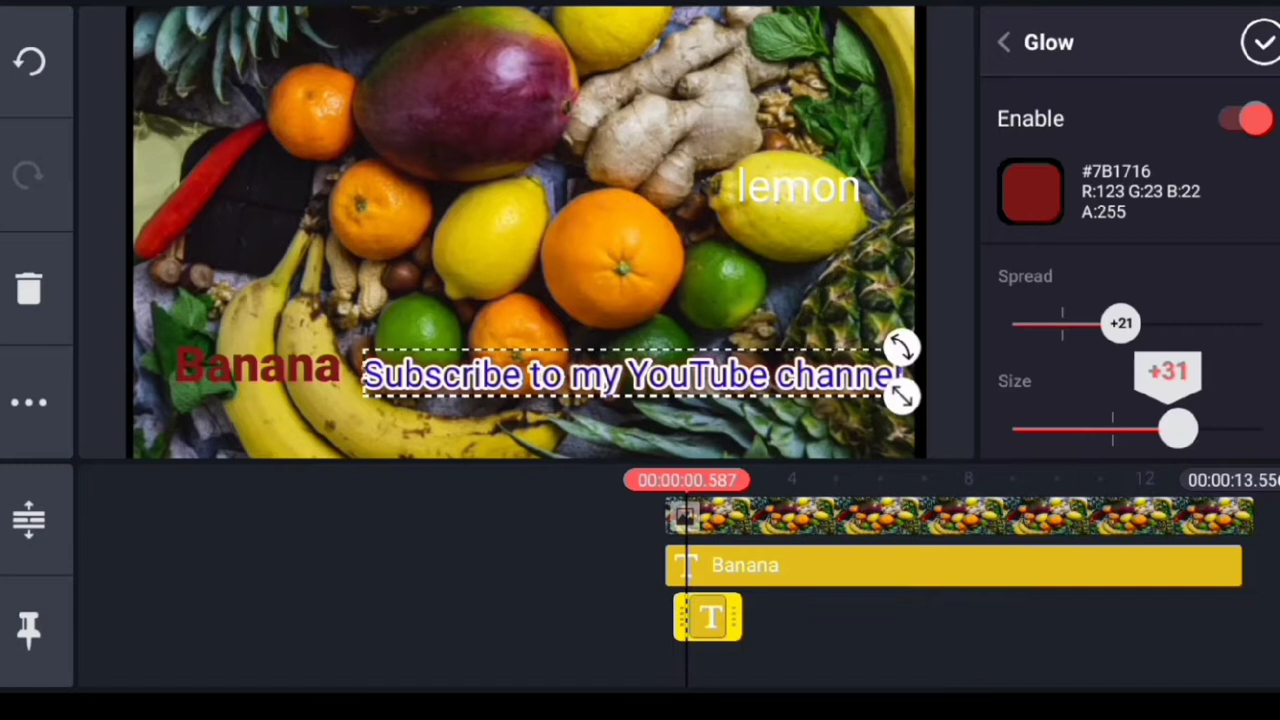 Glow
Enable
#7B1716
R:123 G:23 B:22
A:255
lemon
Spread
+21
Banana
Subscribe to my YouTube channel
+31
Size
00:00:00.587
4
8
12
00:00:13.556
Banana
T